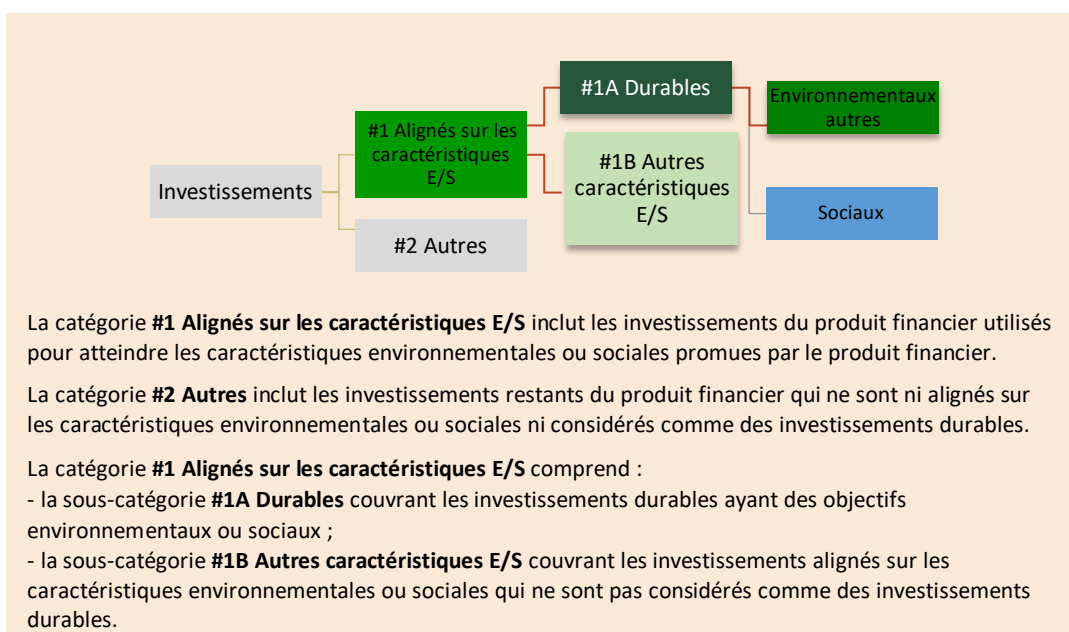 #1A Durables
Environnementaux
autres
#1 Alignés sur les
caractéristiques
E/S
#1B Autres
caractéristiques
E/S
Investissements
Sociaux
#2 Autres
La catégorie #1 Alignés sur les caractéristiques E/S inclut les investissements du produit financier utilisés
pour atteindre les caractéristiques environnementales ou sociales promues par le produit financier.
La catégorie #2 Autres inclut les investissements restants du produit financier qui ne sont ni alignés sur
les caractéristiques environnementales ou sociales ni considérés comme des investissements durables.
La catégorie #1 Alignés sur les caractéristiques E/S comprend :
- la sous-catégorie #1A Durables couvrant les investissements durables ayant des objectifs
environnementaux ou sociaux ;
- la sous-catégorie #1B Autres caractéristiques E/S couvrant les investissements alignés sur les
caractéristiques environnementales ou sociales qui ne sont pas considérés comme des investissements
durables.